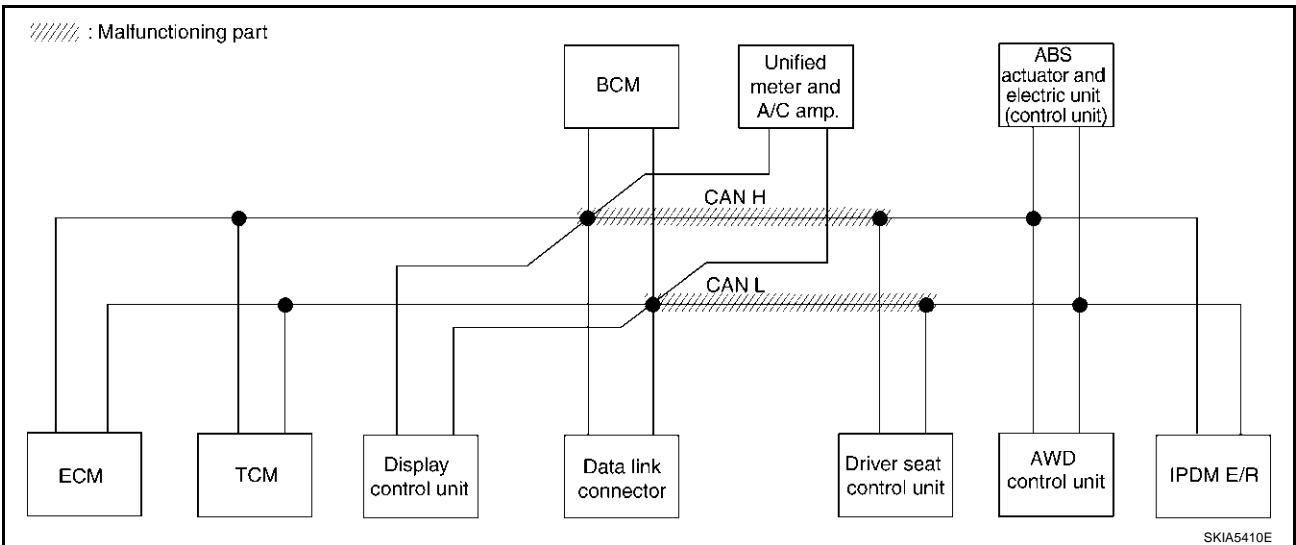 : Malfunctioning part
BCM
Unified
meter and
A/C amp.
ABS
actuator and
electric unit
(control unit)
CAN H
CAN L
ECM
TCM
Display
control unit
Data link
connector
Driver seat
control unit
AWD
control unit
IPDM E/R
SKIA5410E